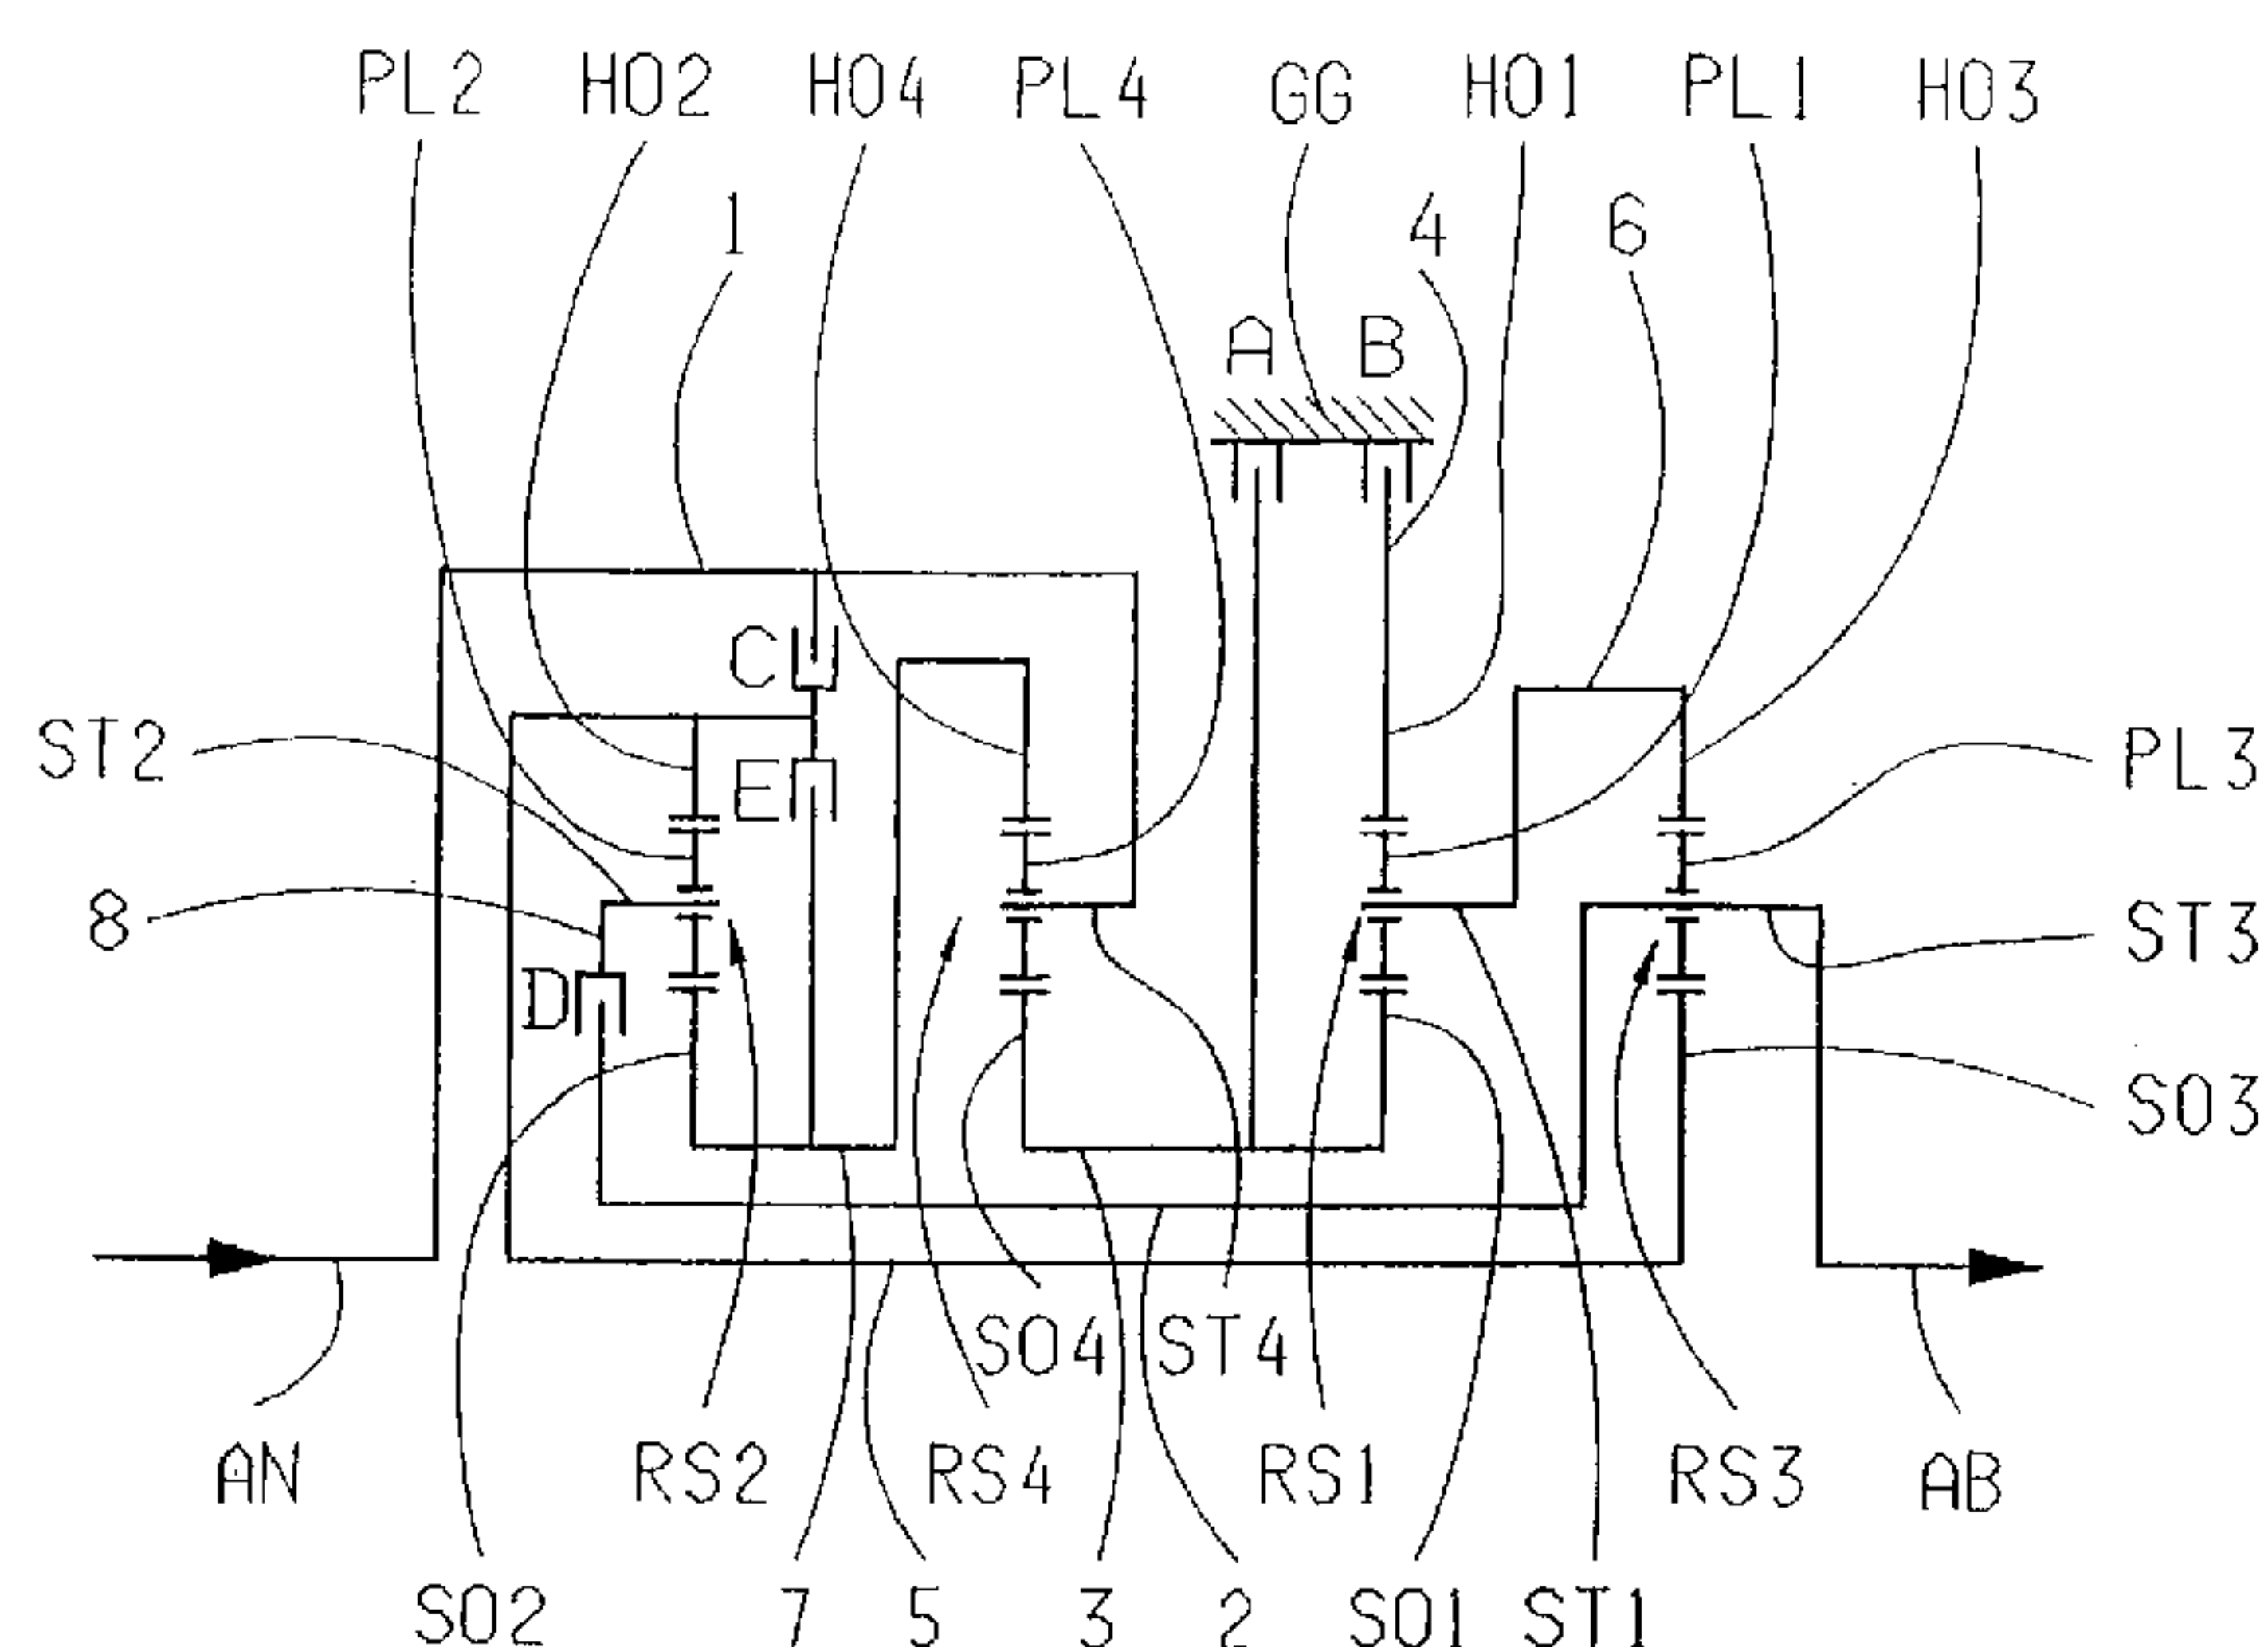 PL2 HO2 HO4 PL4 GG HO1 PL1 HO3
1 4 6
A B
C
ST2 E PL3
8 ST3
D
SO3
SO4 ST4
AN RS2 RS4 RS1 RS3 AB
SO2 7 5 3 2 SO1 ST1